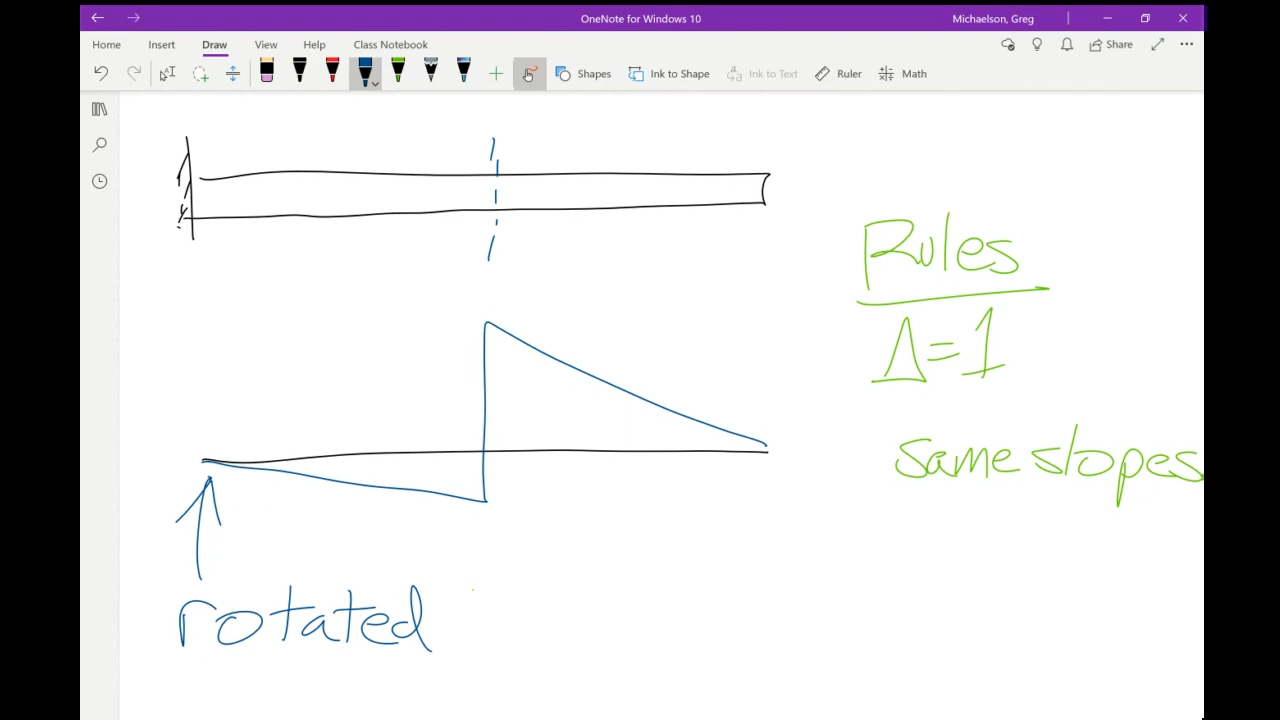 OneNote for Windows 10
Michaelson, Greg
Home Insert Draw View Help Class Notebook
Share
Shapes Ink to Shape Ink to Text Ruler Math
Rules
Δ=1
same slopes
rotated